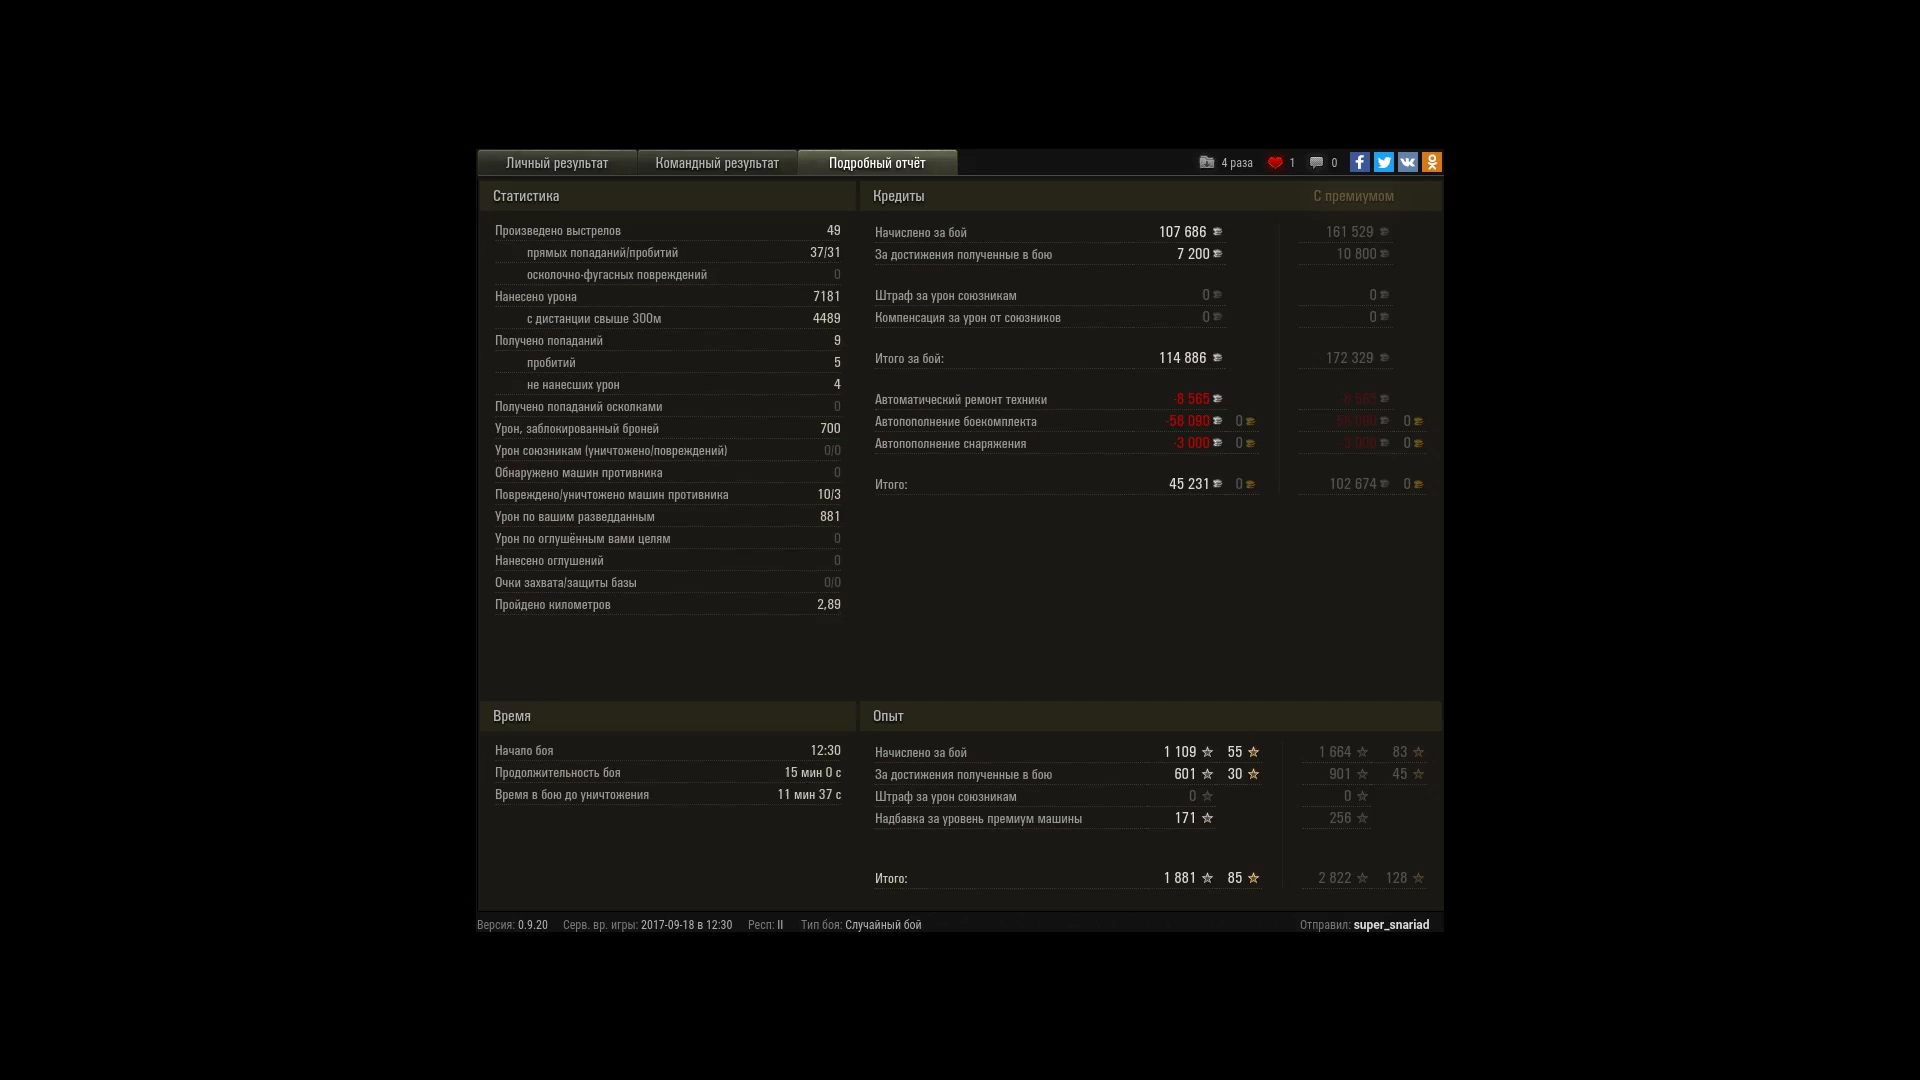 Личный результат Командный результат Подробный отчёт 4 раза 1 0
Статистика
Произведено выстрелов 49
прямых попаданий/пробитий 37/31
осколочно-фугасных повреждений 0
Нанесено урона 7181
с дистанции свыше 300м 4489
Получено попаданий 9
пробитий 5
не нанесших урон 4
Получено попаданий осколками 0
Урон, заблокированный броней 700
Урон союзникам (уничтожено/повреждений) 0/0
Обнаружено машин противника 0
Повреждено/уничтожено машин противника 10/3
Урон по вашим разведданным 881
Урон по оглушённым вами целям 0
Нанесено оглушений 0
Очки захвата/защиты базы 0/0
Пройдено километров 2,89
Кредиты С премиумом
Начислено за бой 107 686 161 529
За достижения полученные в бою 7 200 10 800
Штраф за урон союзникам 0 0
Компенсация за урон от союзников 0 0
Итого за бой: 114 886 172 329
Автоматический ремонт техники -8 565 -8 565
Автопополнение боекомплекта -58 090 0 -58 090 0
Автопополнение снаряжения -3 000 0 -3 000 0
Итого: 45 231 0 102 674 0
Время
Начало боя 12:30
Продолжительность боя 15 мин 0 с
Время в бою до уничтожения 11 мин 37 с
Опыт
Начислено за бой 1 109 55 1 664 83
За достижения полученные в бою 601 30 901 45
Штраф за урон союзникам 0 0
Надбавка за уровень премиум машины 171 256
Итого: 1 881 85 2 822 128
Версия: 0.9.20 Серв. вр. игры: 2017-09-18 в 12:30 Респ: II Тип боя: Случайный бой Отправил: super_snariad